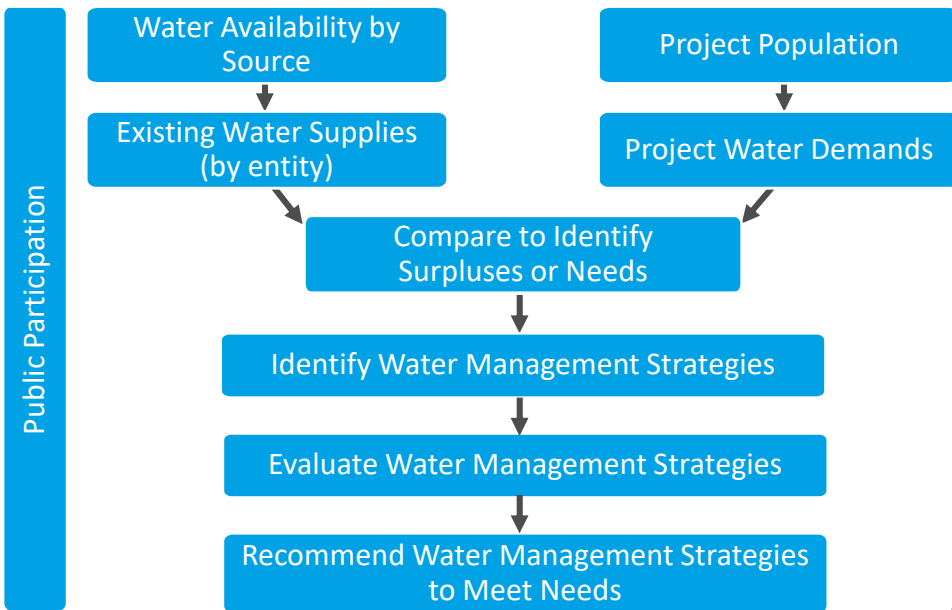 Public Participation
Water Availability by
Source
Project Population
Existing Water Supplies
(by entity)
Project Water Demands
Compare to Identify
Surpluses or Needs
Identify Water Management Strategies
Evaluate Water Management Strategies
Recommend Water Management Strategies
to Meet Needs